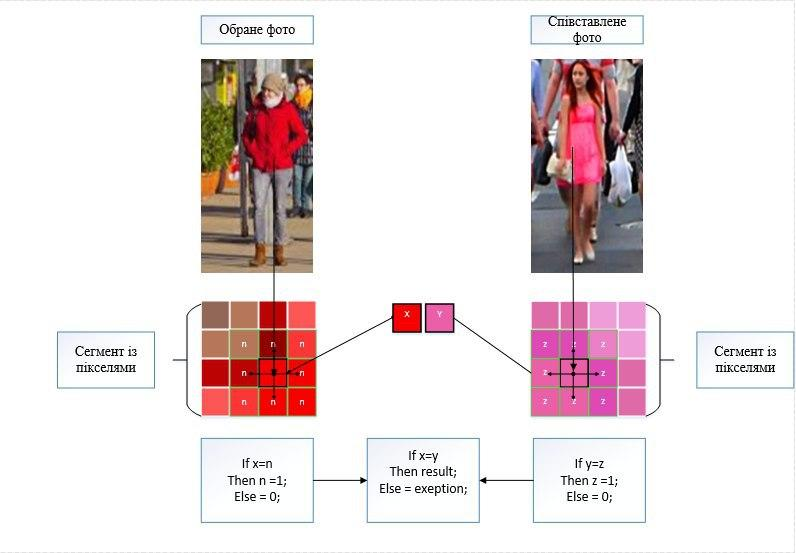 Обране фото
Співставлене
фото
X Y
n n n
n n
n n n
z z z
z z
z z z
Сегмент із
пікселями
Сегмент із
пікселями
If x=n
Then n =1;
Else = 0;
If x=y
Then result;
Else = exeption;
If y=z
Then z =1;
Else = 0;